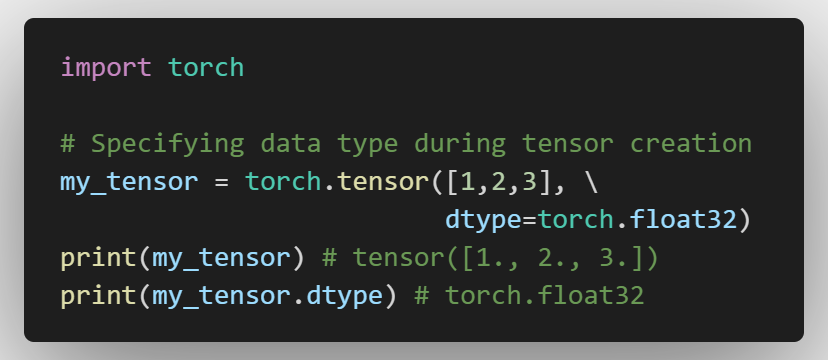 import torch
# Specifying data type during tensor creation
my_tensor = torch.tensor([1,2,3], \
dtype=torch.float32)
print(my_tensor) # tensor([1., 2., 3.])
print(my_tensor.dtype) # torch.float32